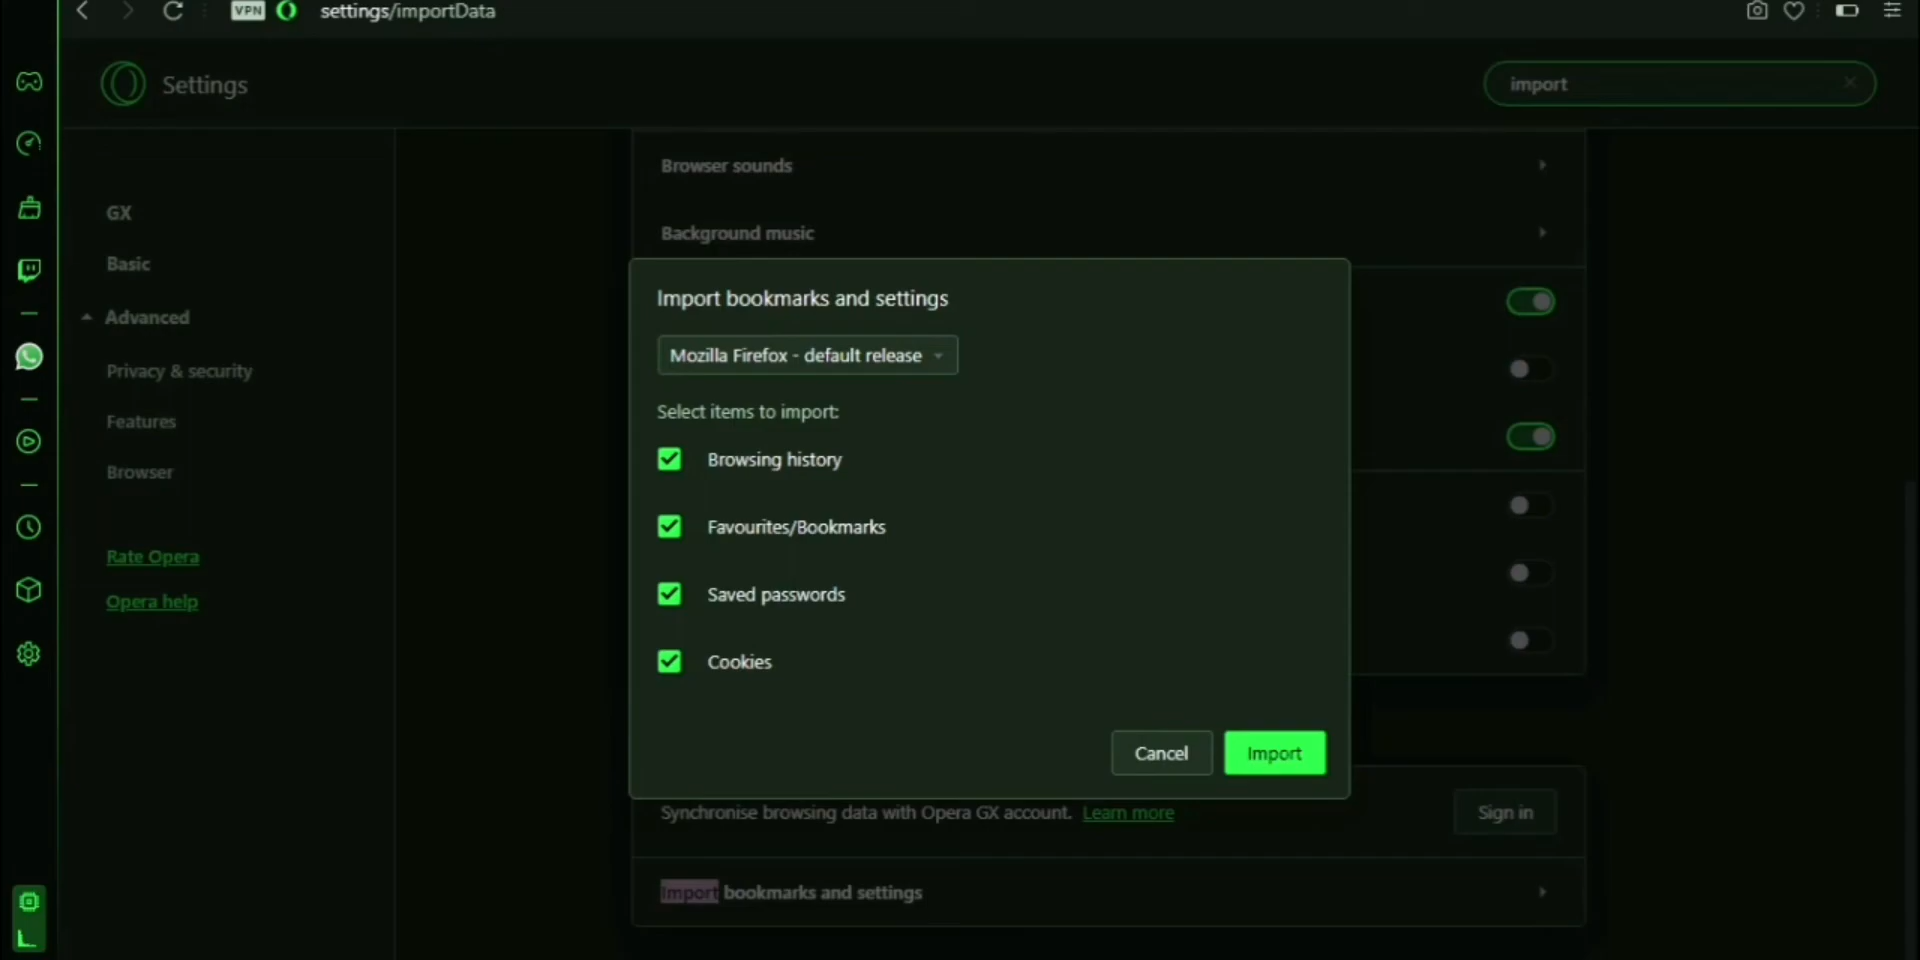 VPN
settings/importData
Settings
import
Browser sounds
Background music
GX
Basic
Advanced
Privacy & security
Features
Browser
Rate Opera
Opera help
Import bookmarks and settings
Mozilla Firefox - default release
Select items to import:
Browsing history
Favourites/Bookmarks
Saved passwords
Cookies
Cancel
Import
Synchronise browsing data with Opera GX account. Learn more
Sign in
Import bookmarks and settings